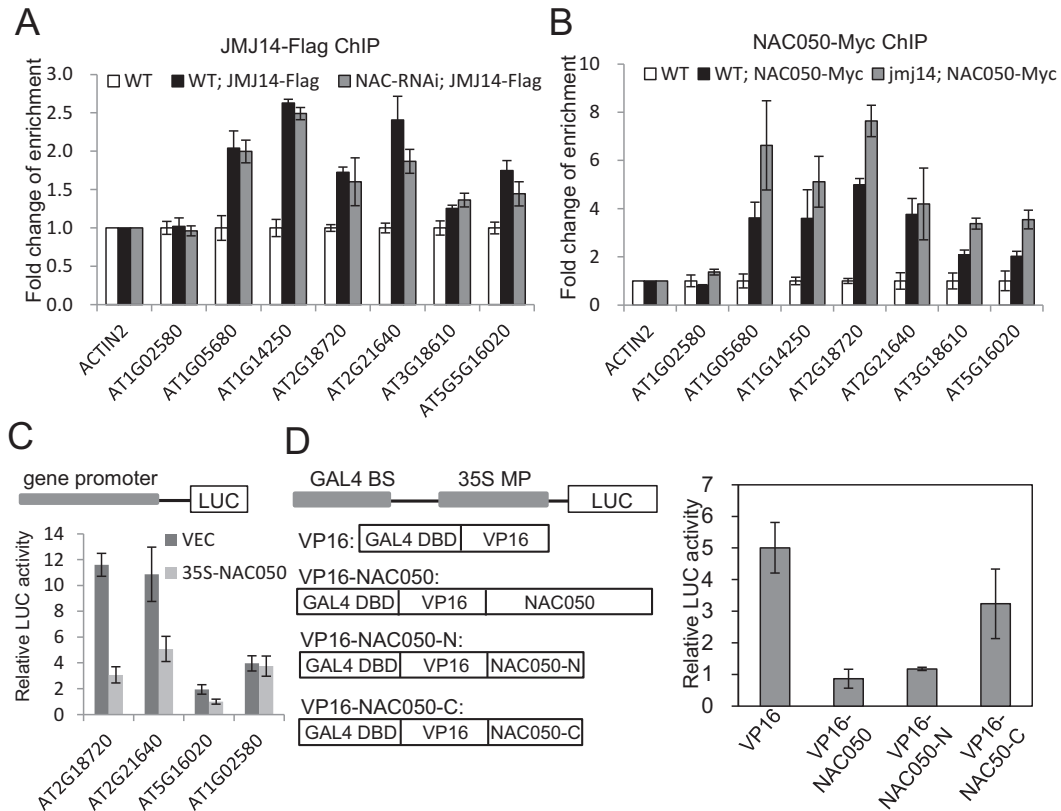 A
JMJ14-Flag ChIP
WT
WT; JMJ14-Flag
NAC-RNAi; JMJ14-Flag
Fold change of enrichment
3.0
2.5
2.0
1.5
1.0
0.5
0.0
ACTIN2
AT1G02580
AT1G05680
AT1G14250
AT2G18720
AT2G21640
AT3G18610
AT5G5G16020
B
NAC050-Myc ChIP
WT
WT; NAC050-Myc
jmj14; NAC050-Myc
Fold change of enrichment
10
8
6
4
2
0
ACTIN2
AT1G02580
AT1G05680
AT1G14250
AT2G18720
AT2G21640
AT3G18610
AT5G16020
C
gene promoter
LUC
Relative LUC activity
14
12
10
8
6
4
2
0
VEC
35S-NAC050
AT2G18720
AT2G21640
AT5G16020
AT1G02580
D
GAL4 BS
35S MP
LUC
VP16:
GAL4 DBD
VP16
VP16-NAC050:
GAL4 DBD
VP16
NAC050
VP16-NAC050-N:
GAL4 DBD
VP16
NAC050-N
VP16-NAC050-C:
GAL4 DBD
VP16
NAC050-C
Relative LUC activity
7
6
5
4
3
2
1
0
VP16
VP16-
NAC050
VP16-
NAC050-N
VP16-
NAC50-C